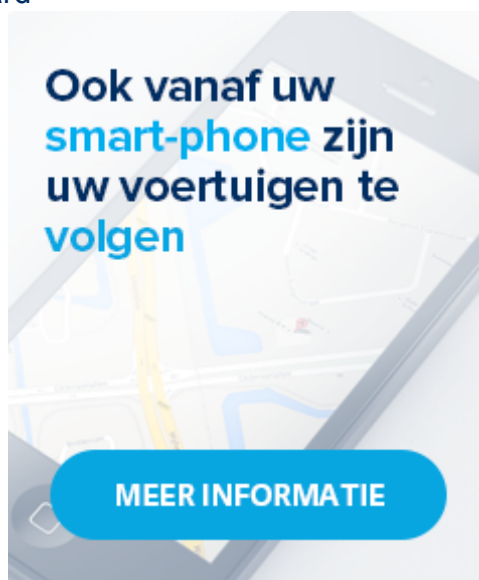 Ook vanaf uw
smart-phone zijn
uw voertuigen te
volgen
MEER INFORMATIE